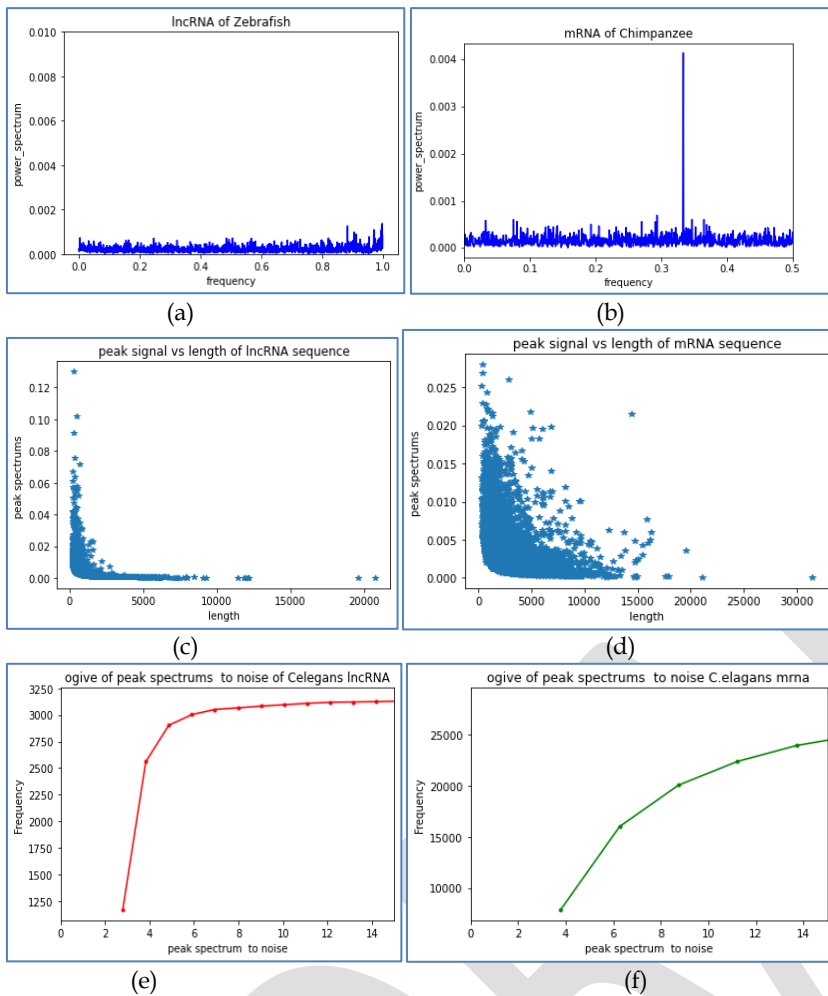 lncRNA of Zebrafish
0.010
0.008
0.006
0.004
0.002
0.000
power_spectrum
0.0 0.2 0.4 0.6 0.8 1.0
frequency
(a)
mRNA of Chimpanzee
0.004
0.003
0.002
0.001
0.000
power_spectrum
0.0 0.1 0.2 0.3 0.4 0.5
frequency
(b)
peak signal vs length of lncRNA sequence
0.12
0.10
0.08
0.06
0.04
0.02
0.00
peak spectrums
0 5000 10000 15000 20000
length
(c)
peak signal vs length of mRNA sequence
0.025
0.020
0.015
0.010
0.005
0.000
peak spectrums
0 5000 10000 15000 20000 25000 30000
length
(d)
ogive of peak spectrums to noise of Celegans lncRNA
3250
3000
2750
2500
2250
2000
1750
1500
1250
Frequency
0 2 4 6 8 10 12 14
peak spectrum to noise
(e)
ogive of peak spectrums to noise C.elagans mrna
25000
20000
15000
10000
Frequency
0 2 4 6 8 10 12 14
peak spectrum to noise
(f)